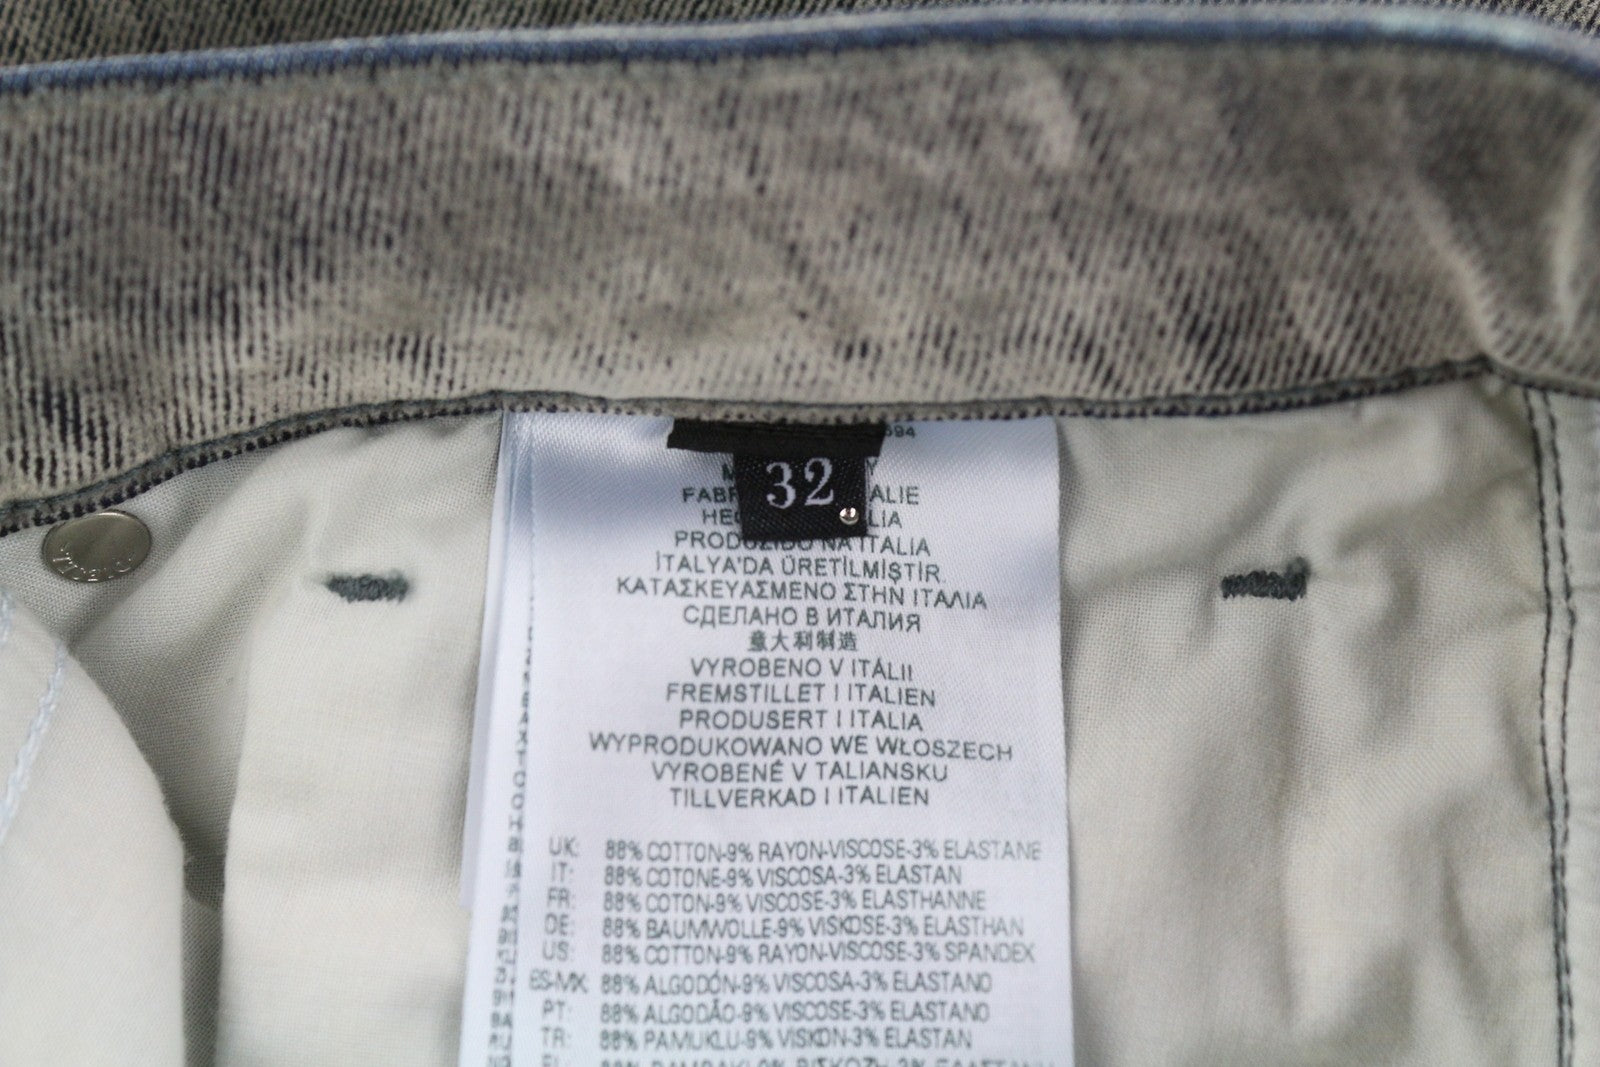 594
32
FABR ALIE
HEC LIA
PRODUZIDO NA ITALIA
İTALYA'DA ÜRETİLMİŞTİR
ΚΑΤΑΣΚΕΥΑΣΜΕΝΟ ΣΤΗΝ ΙΤΑΛΙΑ
СДЕЛАНО В ИТАЛИЯ
意大利制造
VYROBENO V ITÁLII
FREMSTILLET I ITALIEN
PRODUSERT I ITALIA
WYPRODUKOWANO WE WŁOSZECH
VYROBENÉ V TALIANSKU
TILLVERKAD I ITALIEN
UK: 88% COTTON-9% RAYON-VISCOSE-3% ELASTANE
IT: 88% COTONE-9% VISCOSA-3% ELASTAN
FR: 88% COTON-9% VISCOSE-3% ELASTHANNE
DE: 88% BAUMWOLLE-9% VISKOSE-3% ELASTHAN
US: 88% COTTON-9% RAYON-VISCOSE-3% SPANDEX
ES-MX: 88% ALGODÓN-9% VISCOSA-3% ELASTANO
PT: 88% ALGODÃO-9% VISCOSE-3% ELASTANO
TR: 88% PAMUKLU-9% VISKON-3% ELASTAN